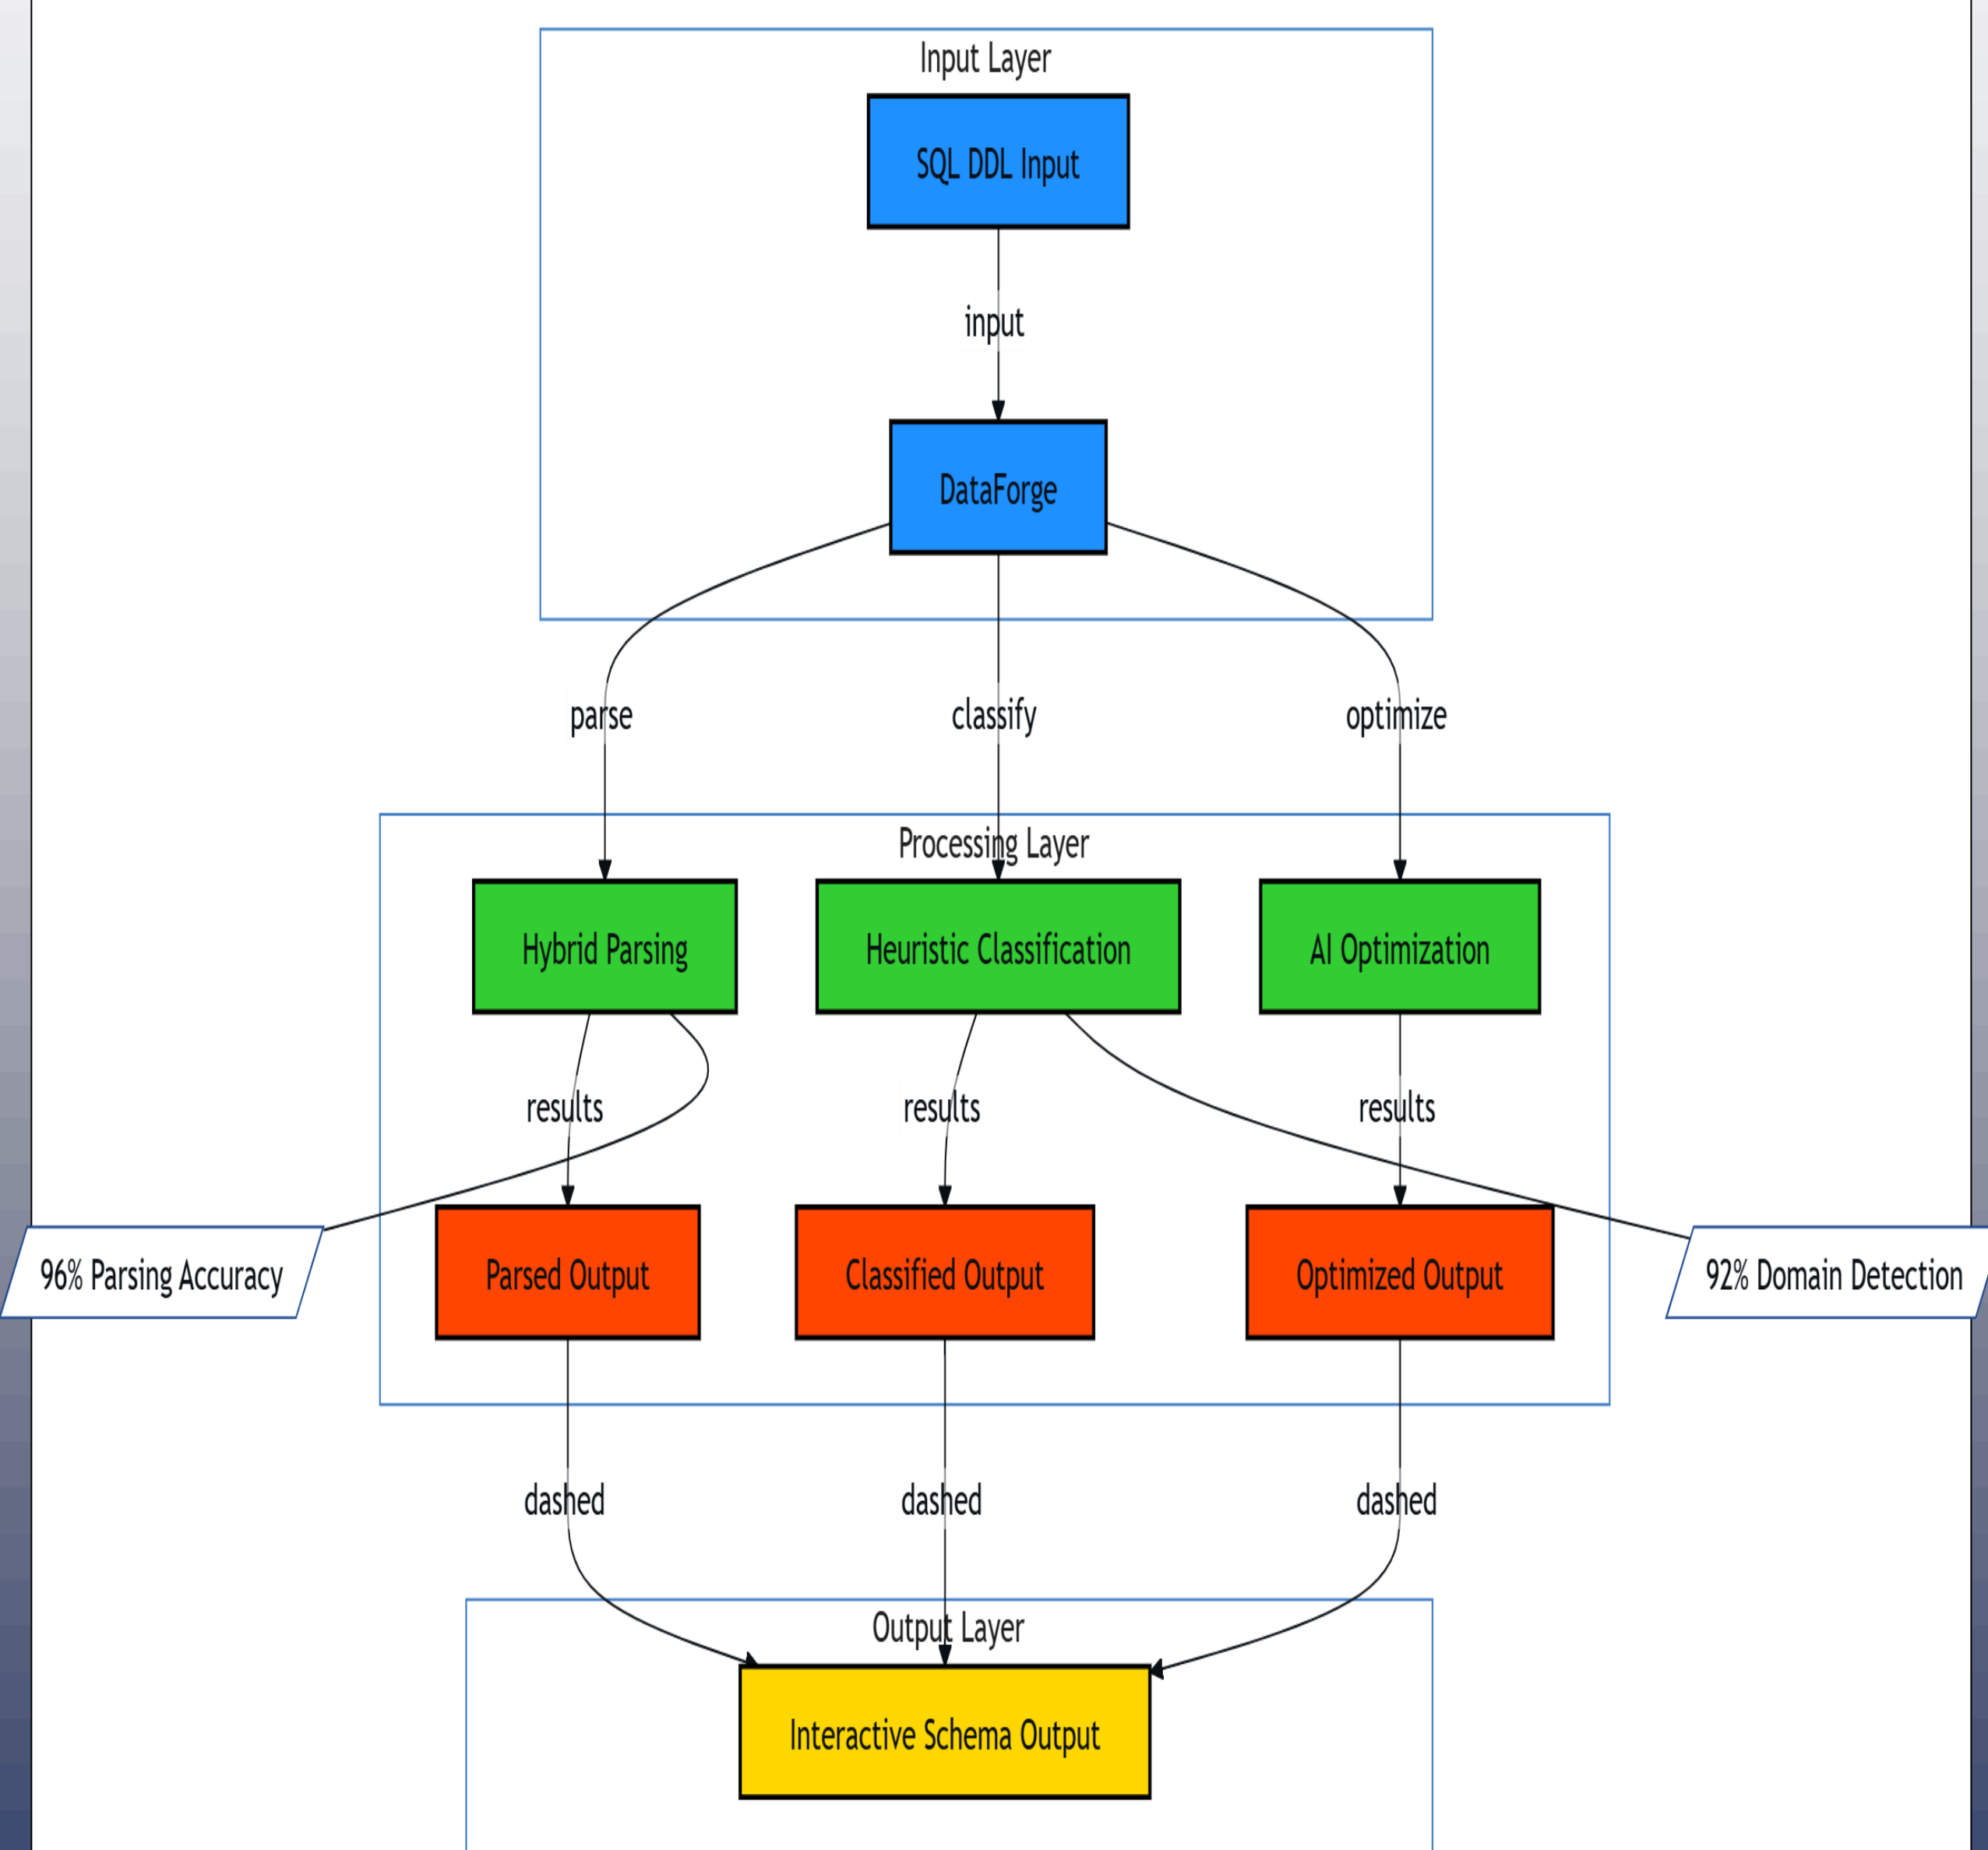 Input Layer
SQL DDL Input
input
DataForge
parse
classify
optimize
Processing Layer
Hybrid Parsing
Heuristic Classification
AI Optimization
results
results
results
96% Parsing Accuracy
Parsed Output
Classified Output
Optimized Output
92% Domain Detection
dashed
dashed
dashed
Output Layer
Interactive Schema Output